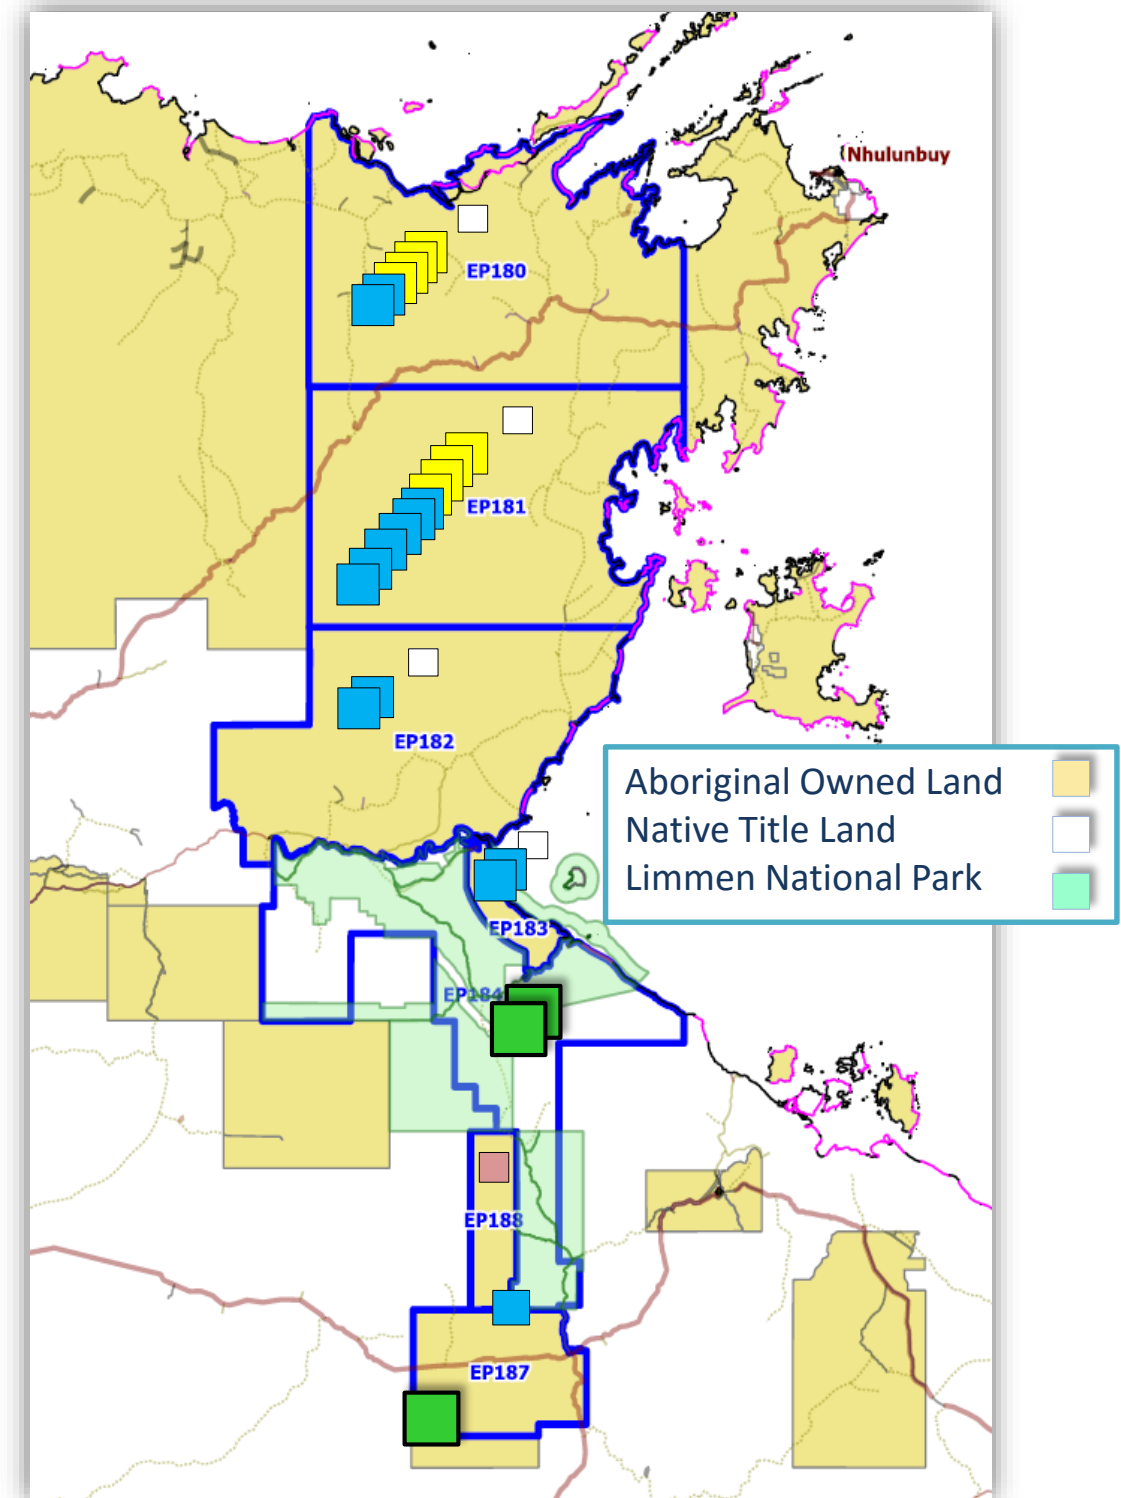 Nhulunbuy
EP180
EP181
EP182
Aboriginal Owned Land
Native Title Land
Limmen National Park
EP183
EP184
EP188
EP187